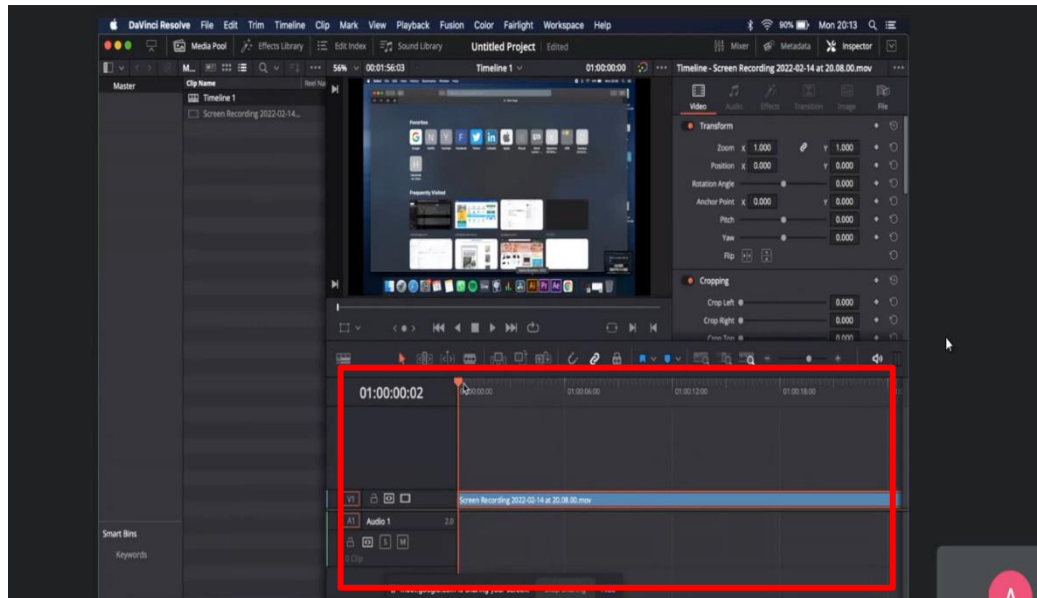 DaVinci Resolve File Edit Trim Timeline Clip Mark View Playback Fusion Color Fairlight Workspace Help 90% Mon 20:13
Media Pool Effects Library Edit Index Sound Library Untitled Project Edited Mixer Metadata Inspector
M... 56% 00:01:56:03 Timeline 1 01:00:00:00 Timeline - Screen Recording 2022-02-14 at 20.08.00.mov
Master
Clip Name
Timeline 1
Screen Recording 2022-02-14...
Favorites
Frequently Visited
Video Audio Effects Transition Image File
Transform
Zoom X 1.000 Y 1.000
Position X 0.000 Y 0.000
Rotation Angle 0.000
Anchor Point X 0.000 Y 0.000
Pitch 0.000
Yaw 0.000
Flip
Cropping
Crop Left 0.000
Crop Right 0.000
Crop Top 0.000
01:00:00:02 01:00:06:00 01:00:12:00 01:00:18:00
V1 Screen Recording 2022-02-14 at 20.08.00.mov
A1 Audio 1 2.0
S M
0 Clip
Smart Bins
Keywords
A